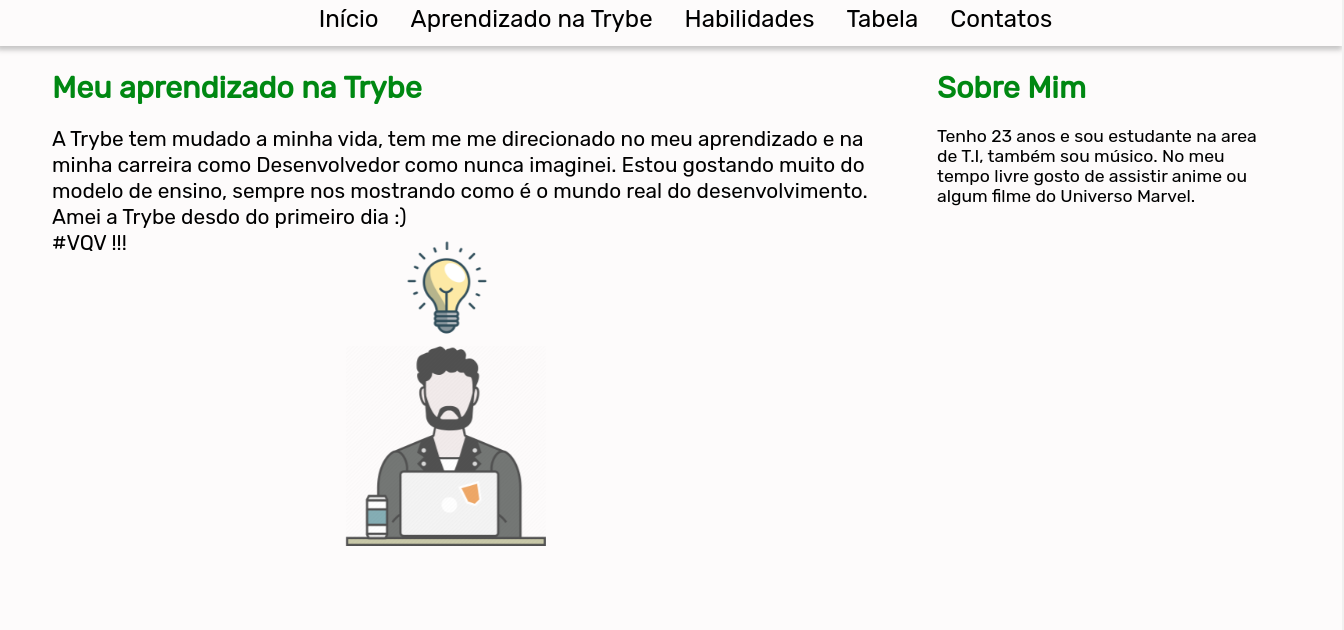 Início Aprendizado na Trybe Habilidades Tabela Contatos
Meu aprendizado na Trybe
A Trybe tem mudado a minha vida, tem me me direcionado no meu aprendizado e na
minha carreira como Desenvolvedor como nunca imaginei. Estou gostando muito do
modelo de ensino, sempre nos mostrando como é o mundo real do desenvolvimento.
Amei a Trybe desdo do primeiro dia :)
#VQV !!!
Sobre Mim
Tenho 23 anos e sou estudante na area
de T.I, também sou músico. No meu
tempo livre gosto de assistir anime ou
algum filme do Universo Marvel.